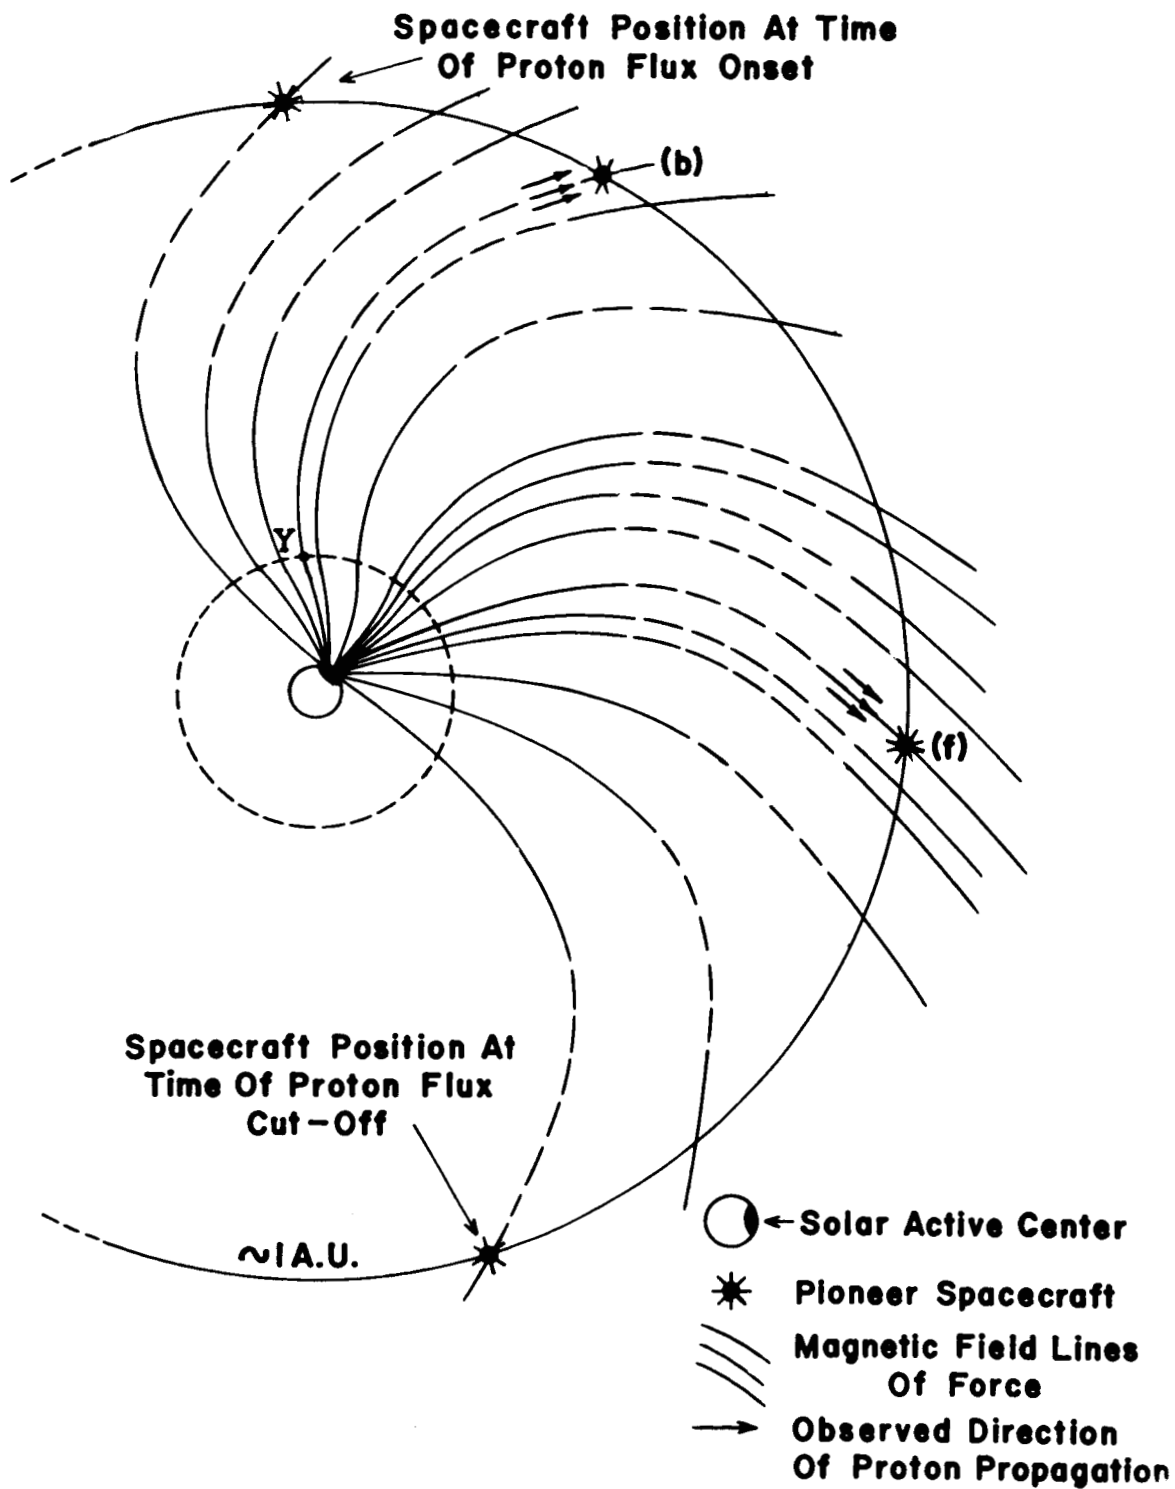 Spacecraft Position At Time
Of Proton Flux Onset
(b)
Y
(f)
Spacecraft Position At
Time Of Proton Flux
Cut-Off
~1 A.U.
Solar Active Center
Pioneer Spacecraft
Magnetic Field Lines
Of Force
Observed Direction
Of Proton Propagation